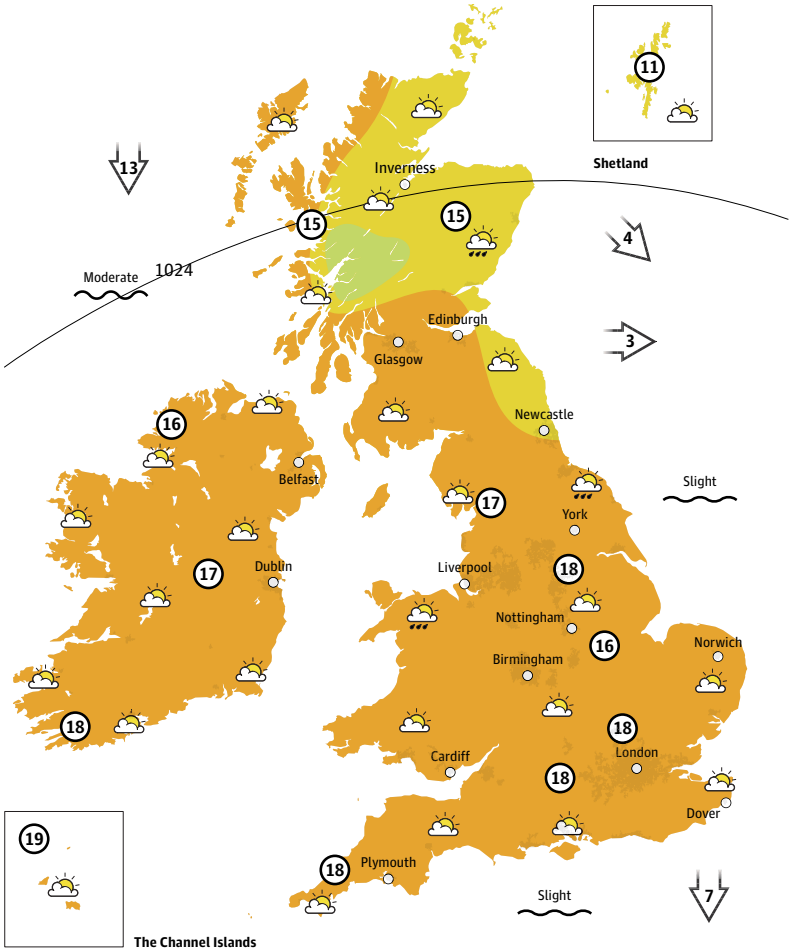 11
Shetland
13
Inverness
15
15
4
1024
Moderate
Edinburgh
3
Glasgow
16
Newcastle
Belfast
Slight
17
York
Dublin
17
Liverpool
18
Nottingham
16
Norwich
Birmingham
18
18
London
Cardiff
18
Dover
19
Plymouth
18
Slight
7
The Channel Islands